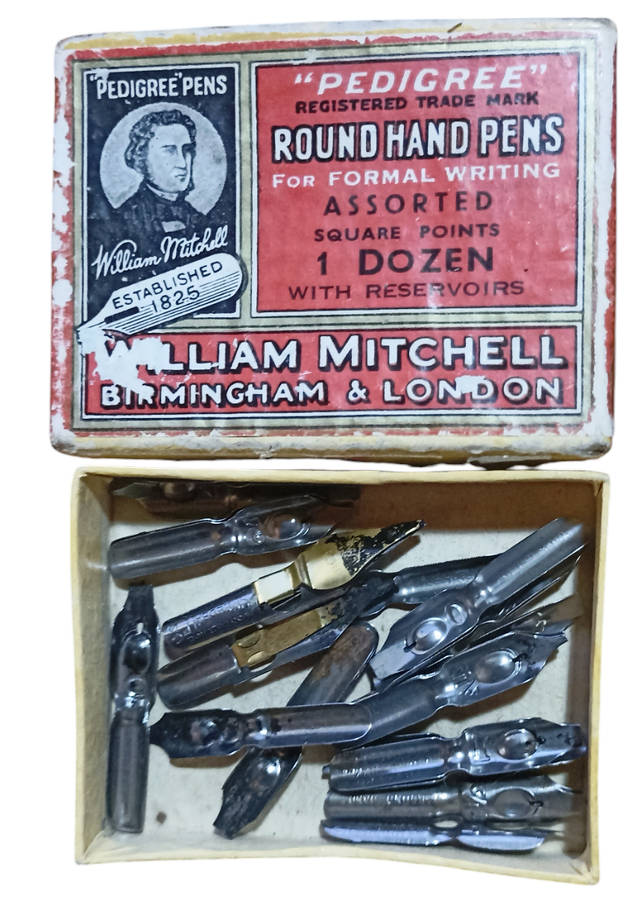 "PEDIGREE" PENS
William Mitchell
ESTABLISHED
1825
"PEDIGREE"
REGISTERED TRADE MARK
ROUND HAND PENS
FOR FORMAL WRITING
ASSORTED
SQUARE POINTS
1 DOZEN
WITH RESERVOIRS
WILLIAM MITCHELL
BIRMINGHAM & LONDON